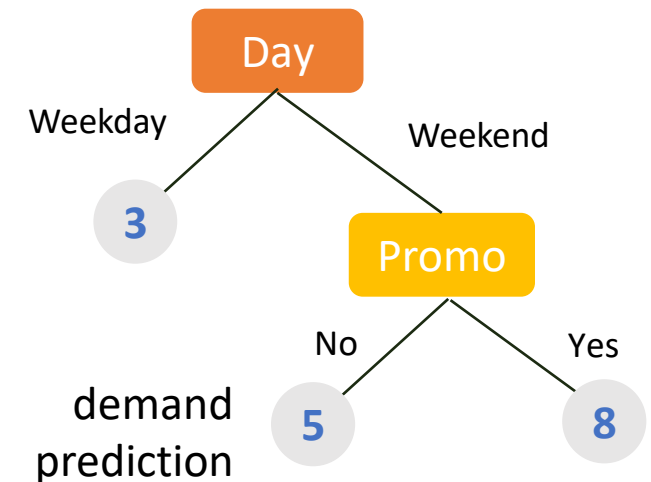 Day
Weekday
Weekend
3
Promo
No
Yes
demand
prediction
5
8